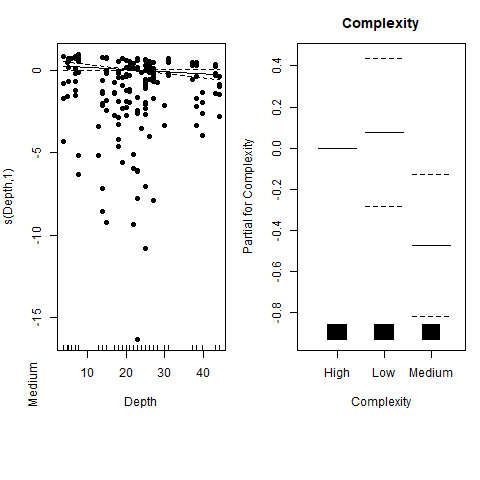 Complexity
s(Depth,1)
0
-5
-10
-15
10
20
30
40
Depth
Medium
Partial for Complexity
0.4
0.2
0.0
-0.2
-0.4
-0.6
-0.8
High
Low
Medium
Complexity